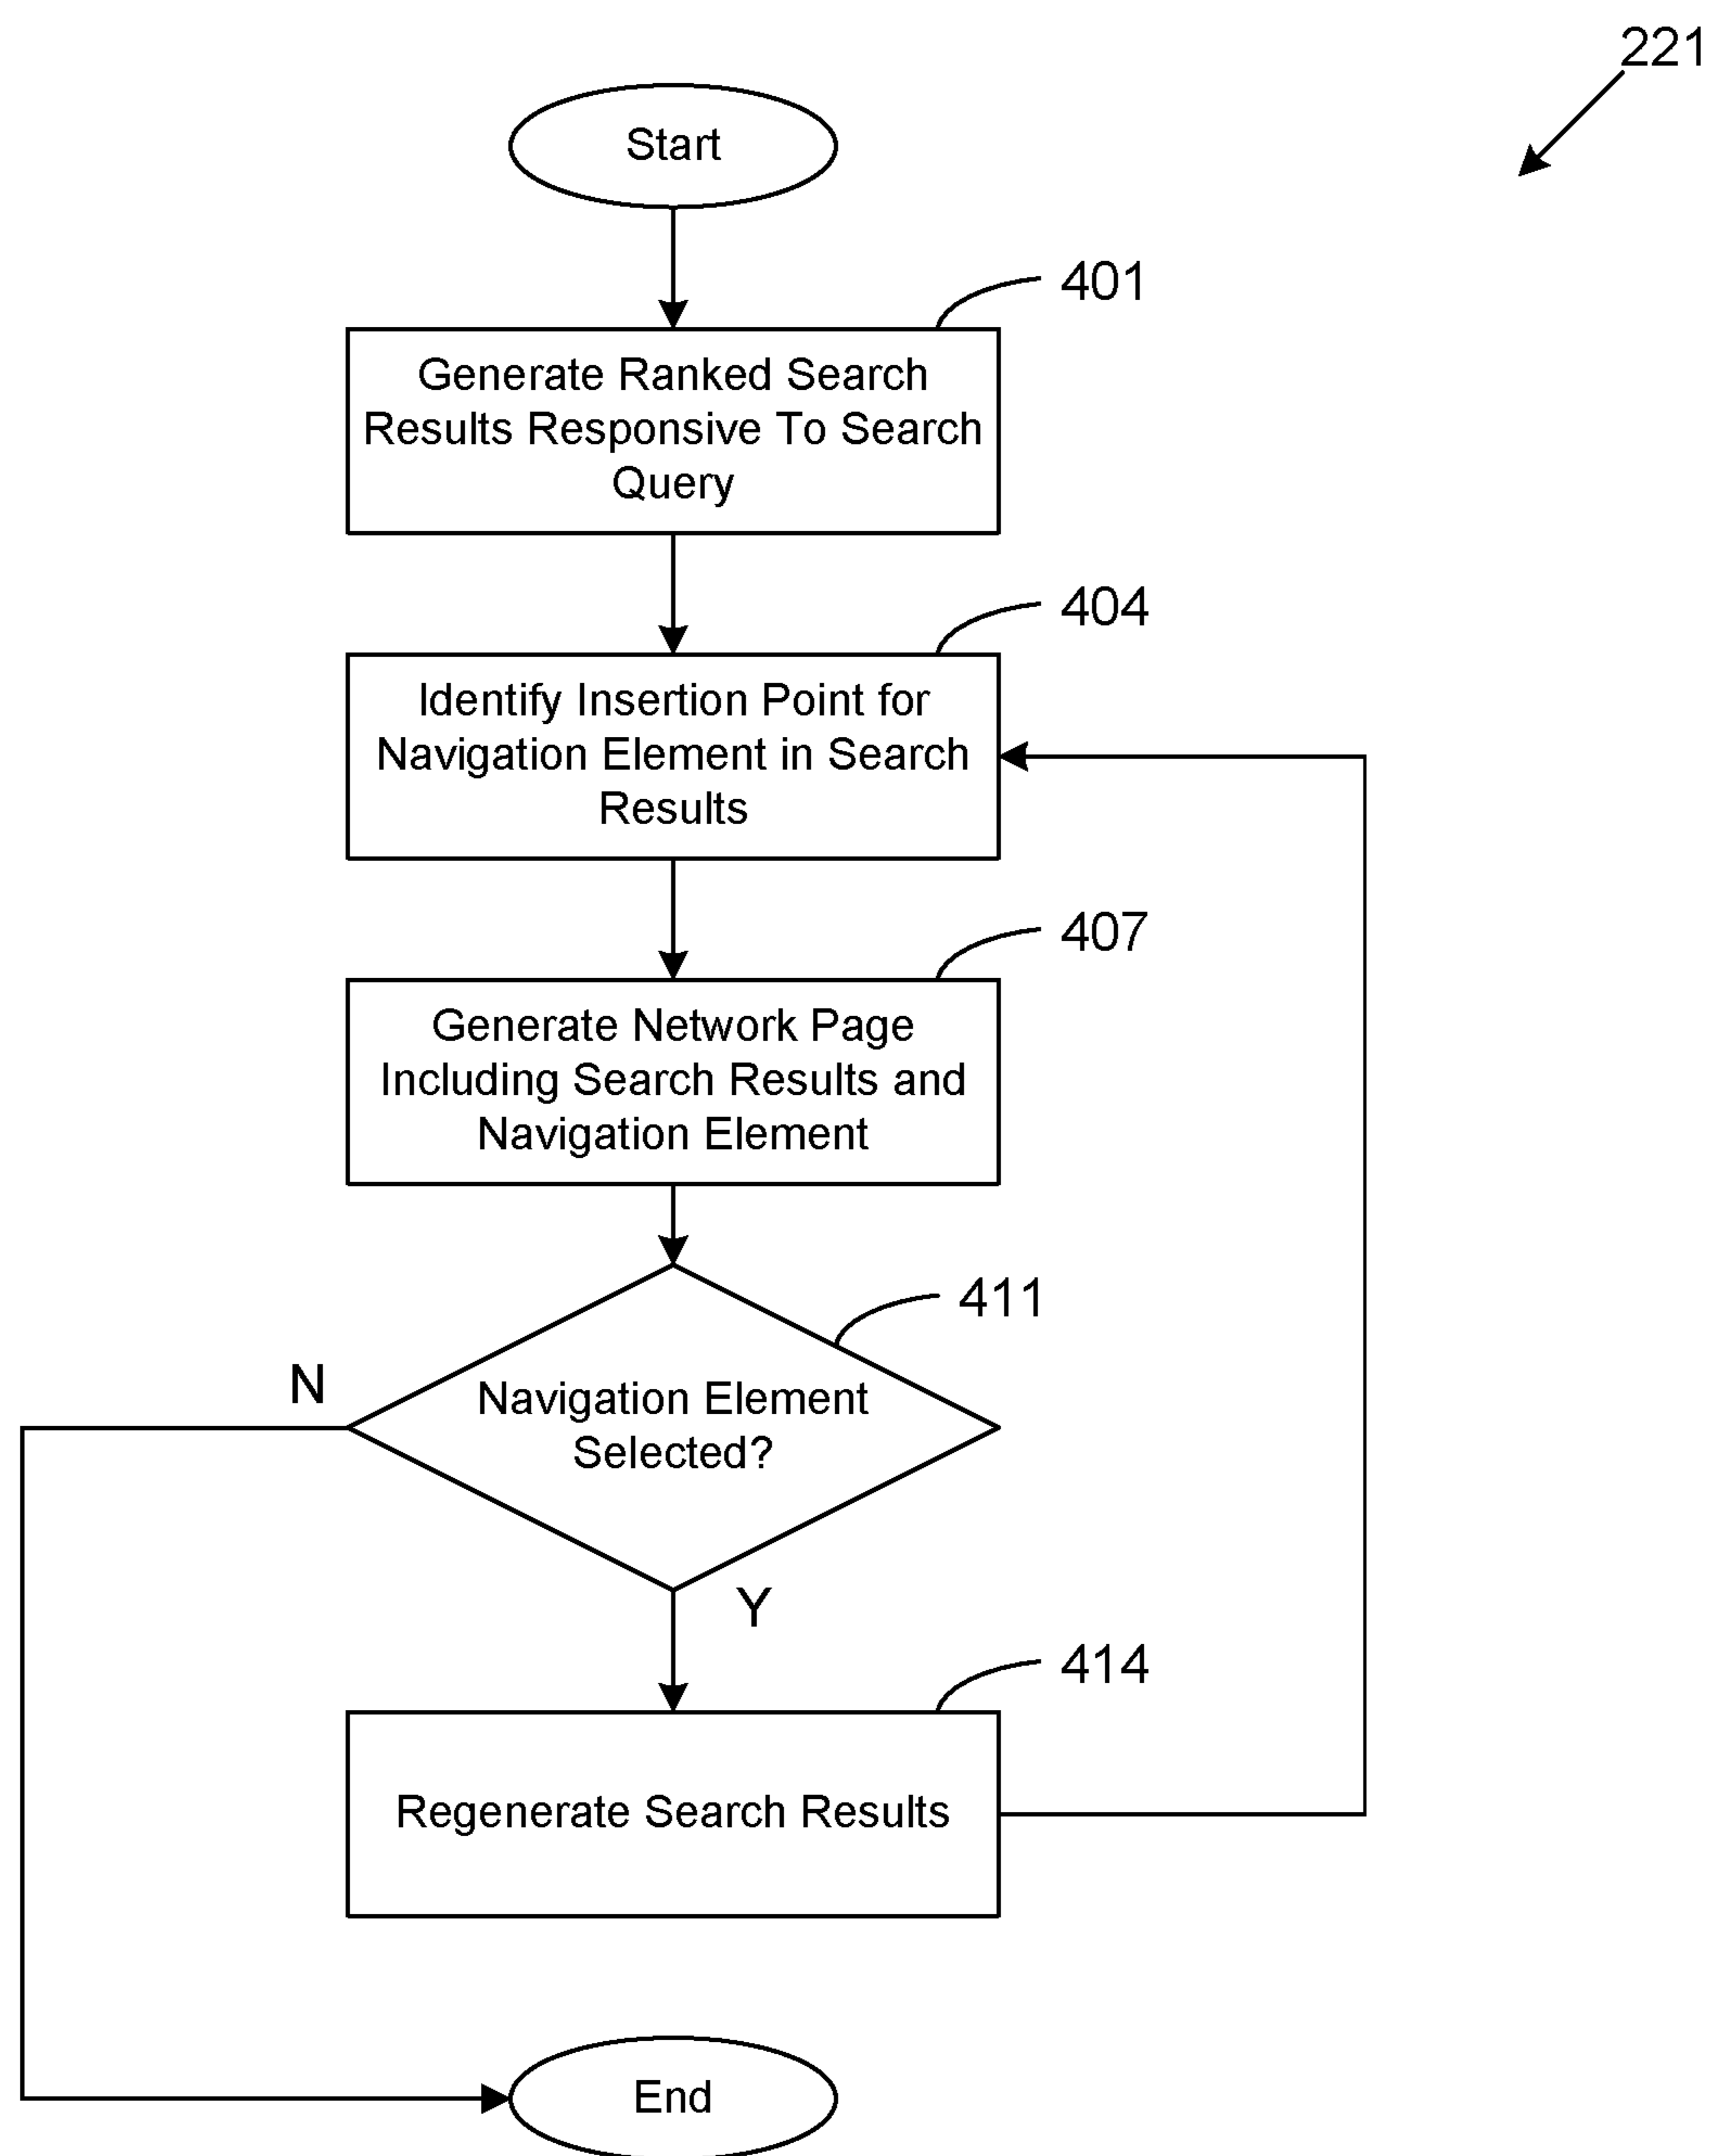 221
Start
401
Generate Ranked Search
Results Responsive To Search
Query
404
Identify Insertion Point for
Navigation Element in Search
Results
407
Generate Network Page
Including Search Results and
Navigation Element
411
N
Navigation Element
Selected?
Y
414
Regenerate Search Results
End